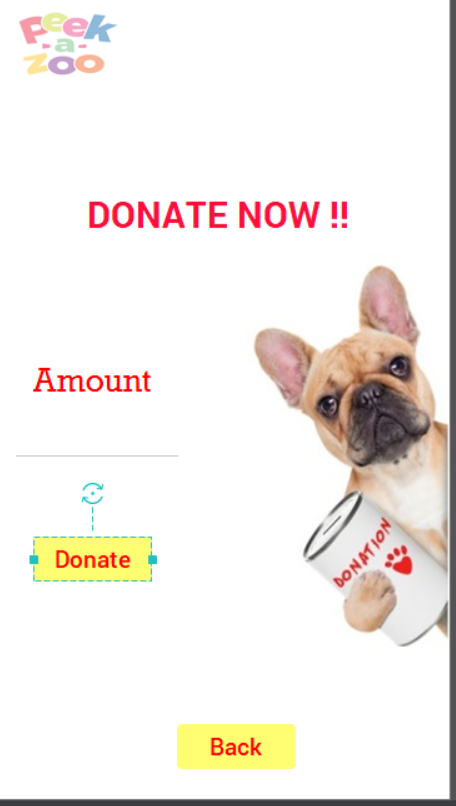 Peek
-a-
ZOO
DONATE NOW !!
Amount
DONATION
Donate
Back